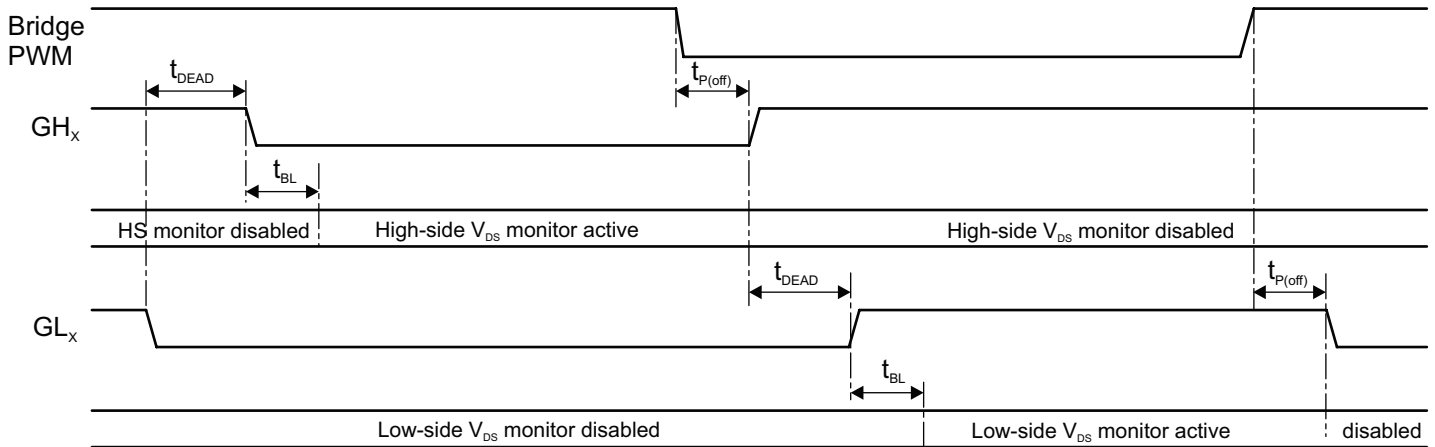 Bridge
PWM
tDEAD
tP(off)
GHX
tBL
HS monitor disabled
High-side VDS monitor active
High-side VDS monitor disabled
tDEAD
tP(off)
GLX
tBL
Low-side VDS monitor disabled
Low-side VDS monitor active
disabled